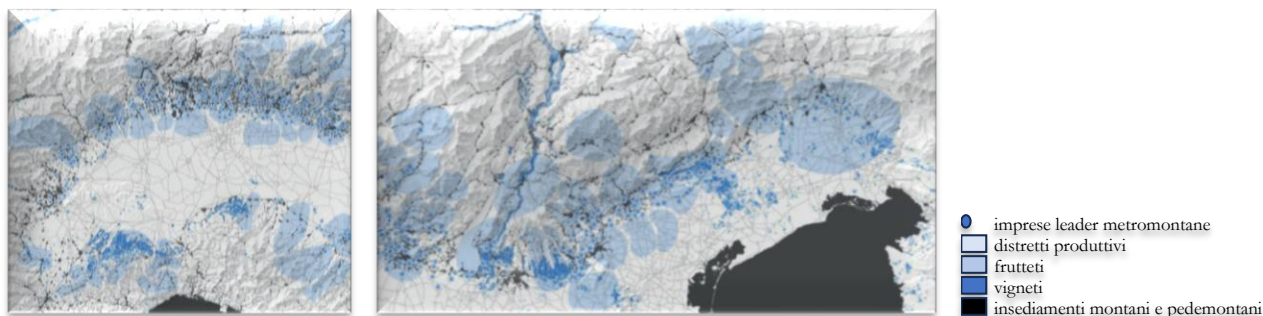 imprese leader metromontane
distretti produttivi
frutteti
vigneti
insediamenti montani e pedemontani